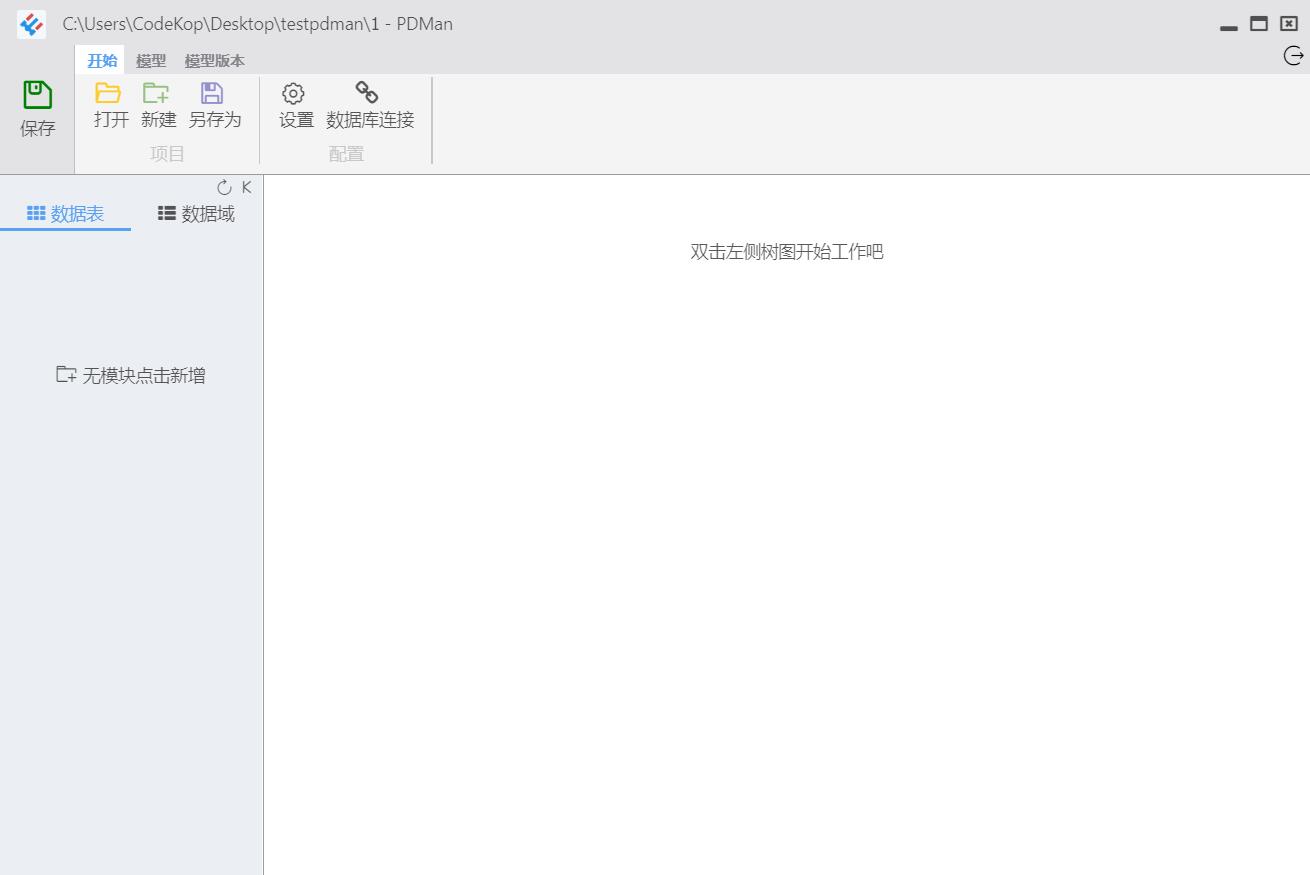 C:\Users\CodeKop\Desktop\testpdman\1 - PDMan
开始 模型 模型版本
保存
打开 新建 另存为 设置 数据库连接
项目 配置
数据表 数据域
双击左侧树图开始工作吧
无模块点击新增